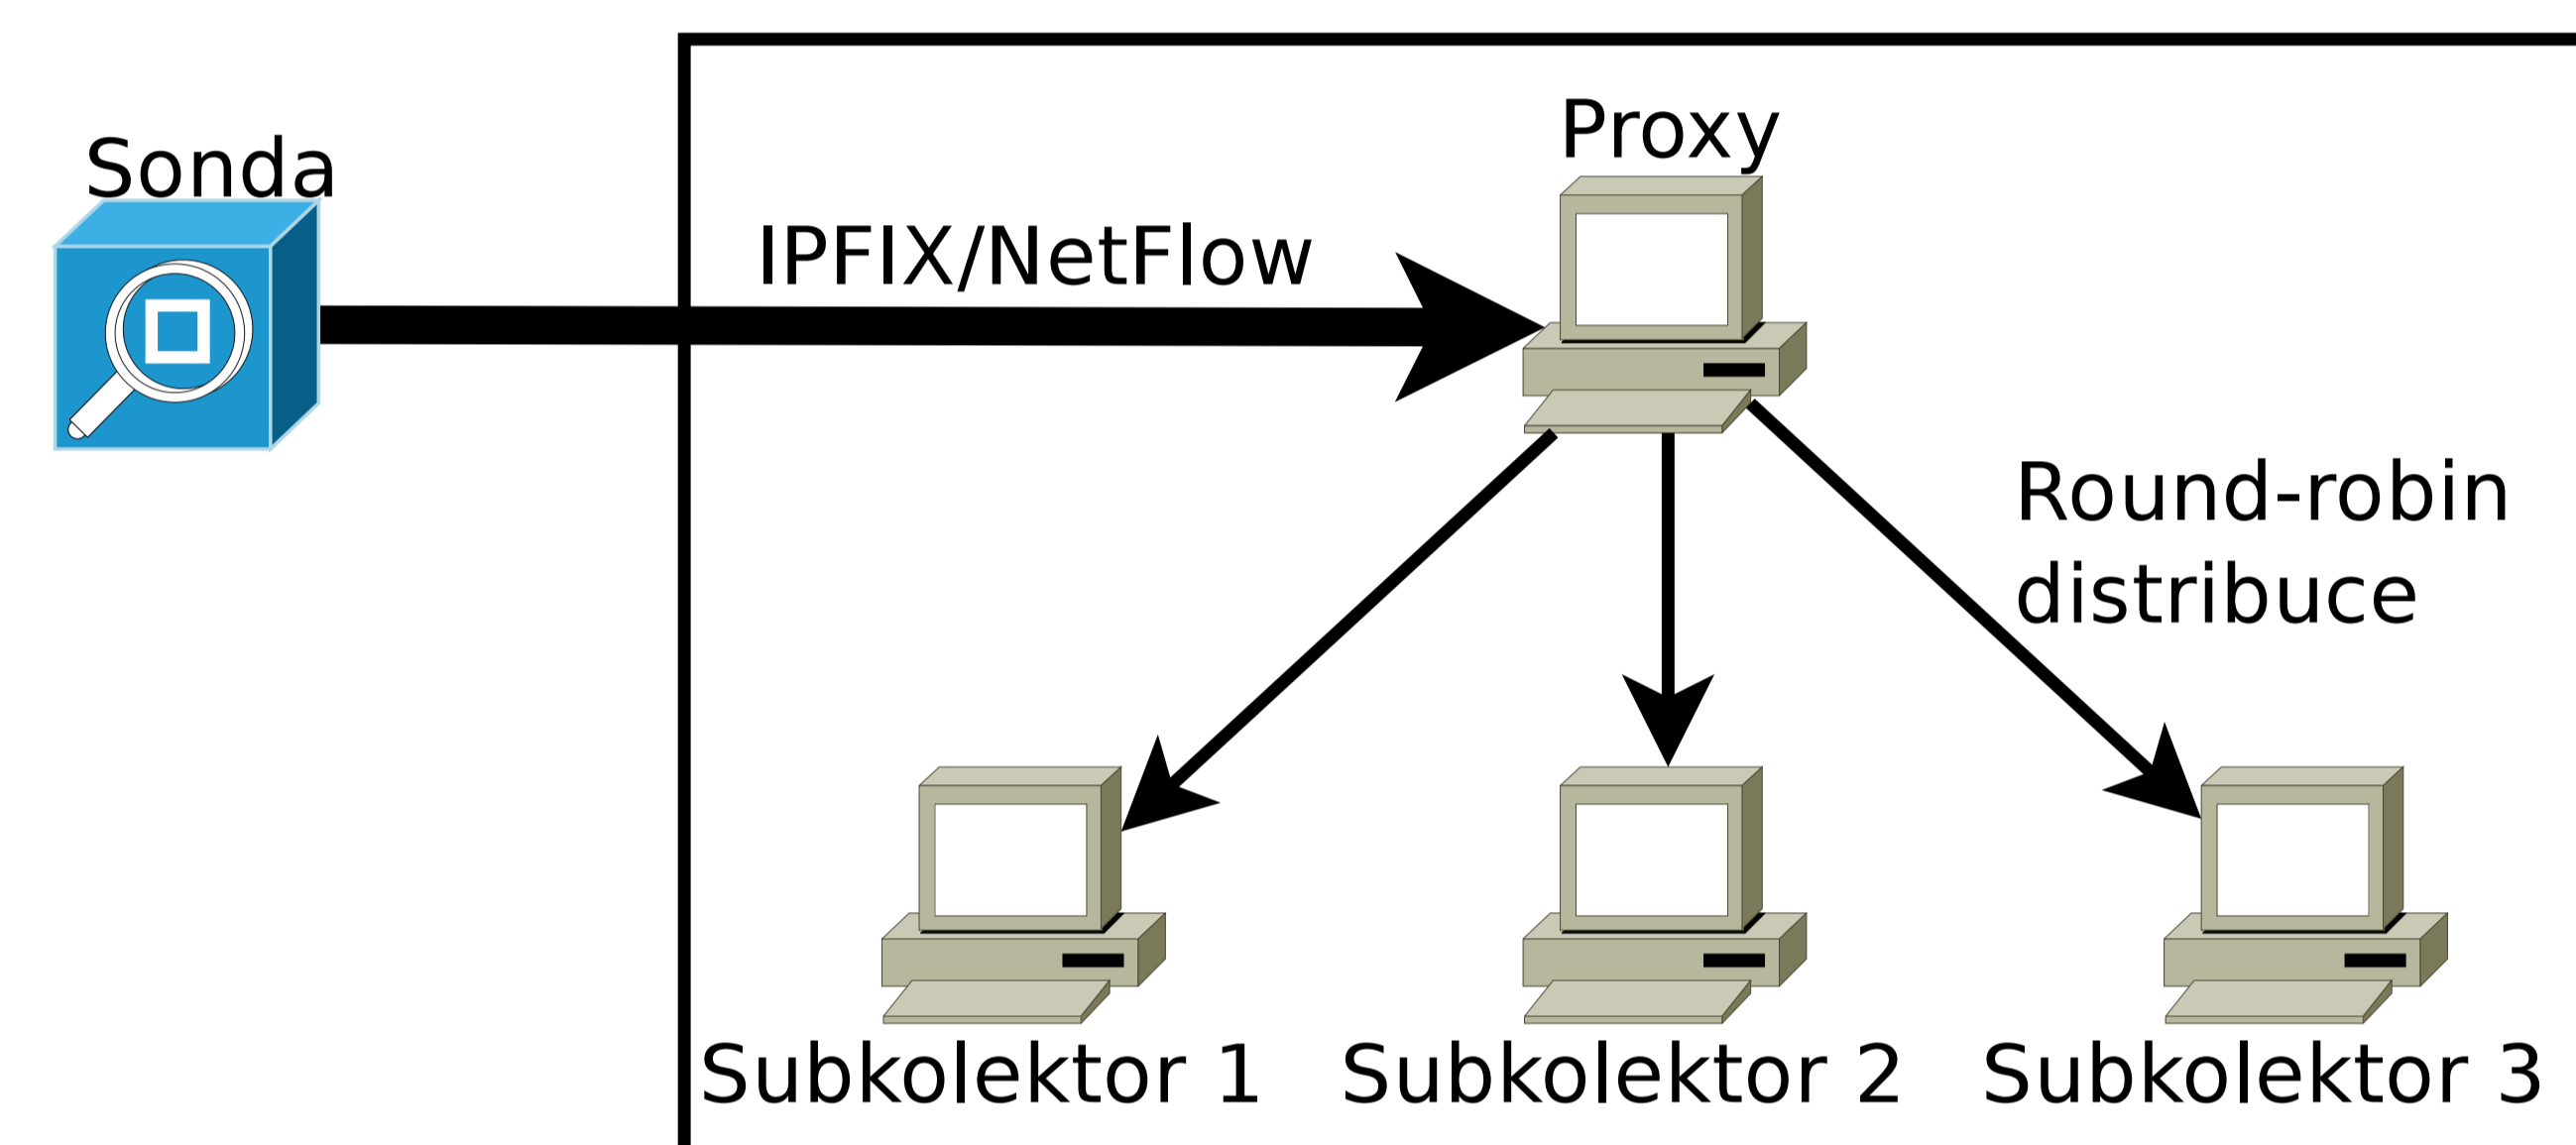 Sonda
Proxy
IPFIX/NetFlow
Round-robin
distribuce
Subkolektor 1
Subkolektor 2
Subkolektor 3